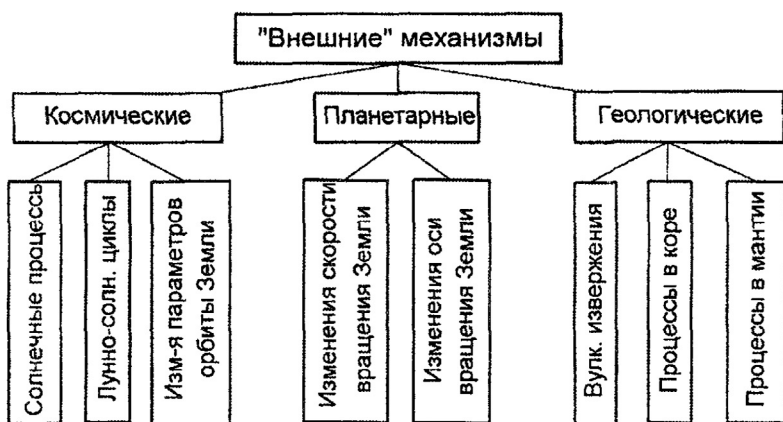 "Внешние" механизмы
Космические
Планетарные
Геологические
Солнечные процессы
Лунно-солн. циклы
Изм-я параметров
орбиты Земли
Изменения скорости
вращения Земли
Изменения оси
вращения Земли
Вулк. извержения
Процессы в коре
Процессы в мантии